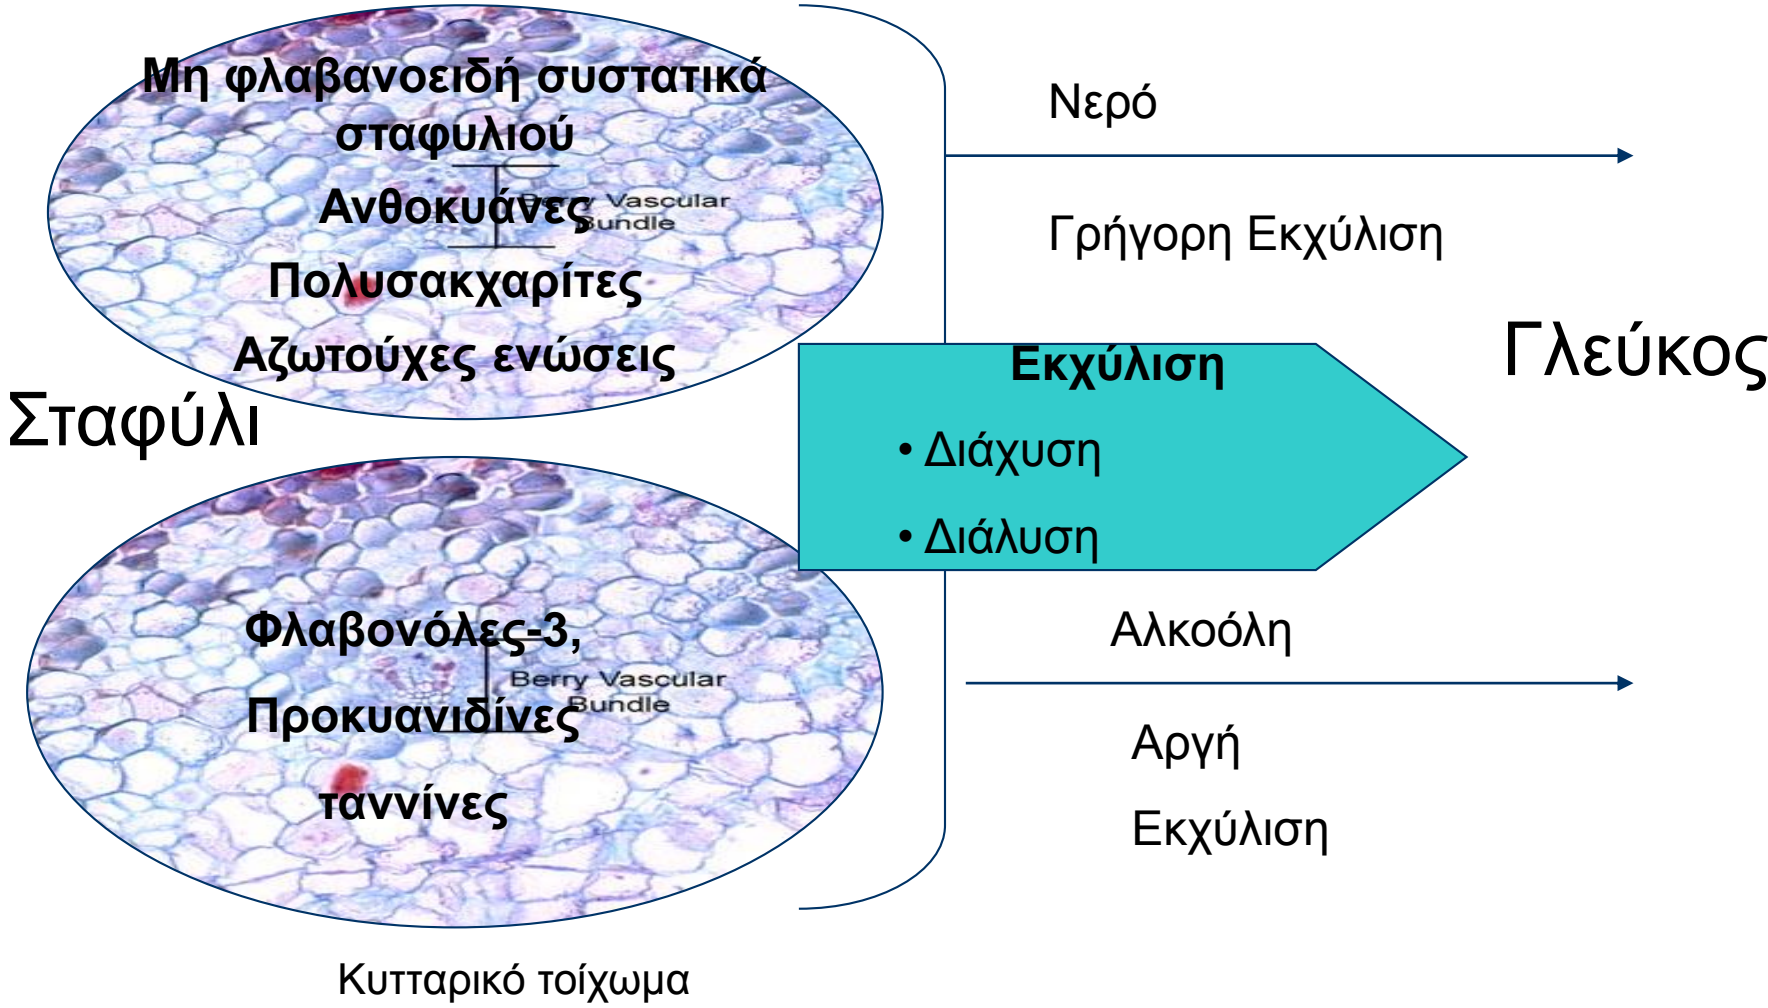 Μη φλαβανοειδή συστατικά
σταφυλιού
Ανθοκυάνες
Berry Vascular
Bundle
Πολυσακχαρίτες
Αζωτούχες ενώσεις
Σταφύλι
Φλαβονόλες-3,
Berry Vascular
Bundle
Προκυανιδίνες
ταννίνες
Κυτταρικό τοίχωμα
Νερό
Γρήγορη Εκχύλιση
Εκχύλιση
• Διάχυση
• Διάλυση
Αλκοόλη
Αργή
Εκχύλιση
Γλεύκος